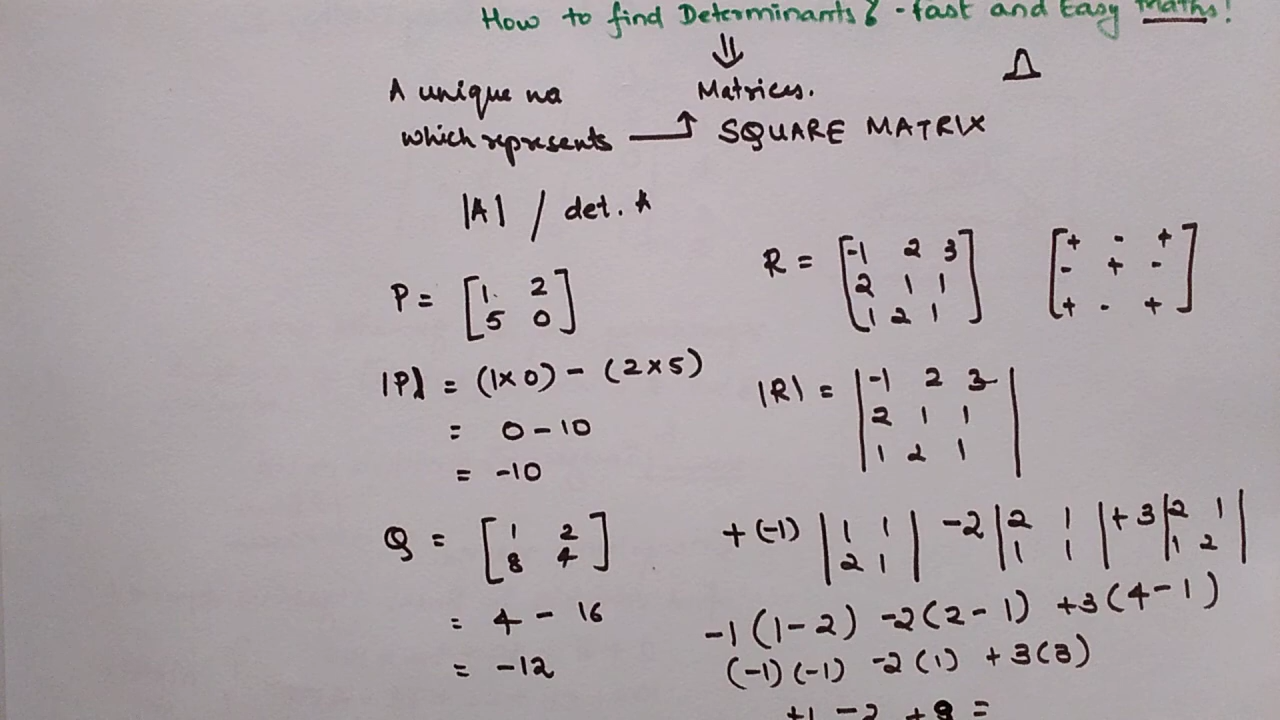 How to find Determinants? - fast and Easy Maths!
⇓
A unique no Matrices. Δ
which represents → SQUARE MATRIX
|A| / det. A
P = [1 2
5 0]
|P| = (1×0) - (2×5)
= 0 - 10
= -10
Q = [1 2
8 4]
= 4 - 16
= -12
R = [-1 2 3
2 1 1
1 2 1]
[+ - +
- + -
+ - +]
|R| = |-1 2 3
2 1 1
1 2 1|
+(-1) |1 1| -2 |2 1| +3 |2 1|
|2 1| |1 1| |1 2|
-1(1-2) -2(2-1) +3(4-1)
(-1)(-1) -2(1) +3(3)
+1 -2 +9 =